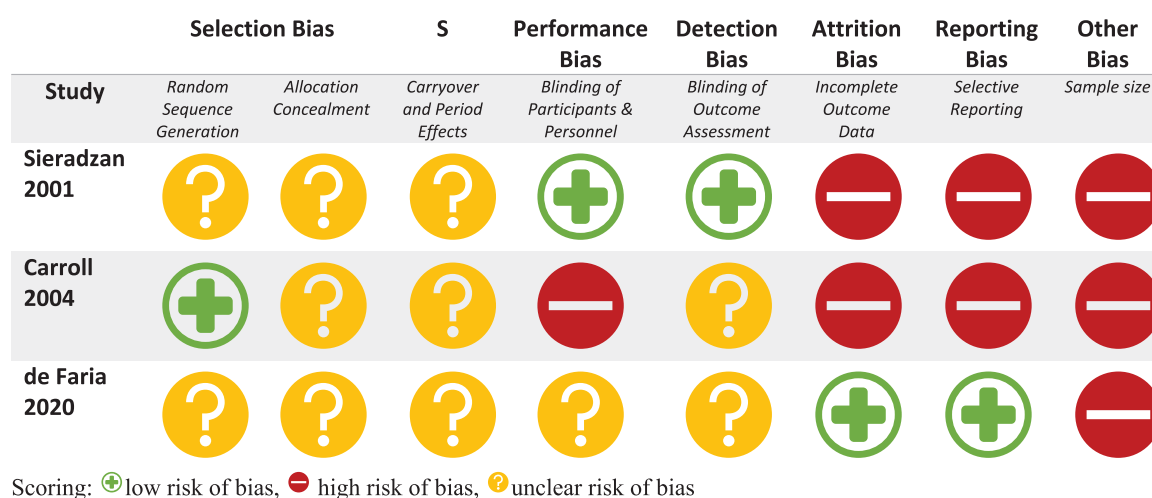 Selection Bias S Performance Bias Detection Bias Attrition Bias Reporting Bias Other Bias
Study Random Sequence Generation Allocation Concealment Carryover and Period Effects Blinding of Participants & Personnel Blinding of Outcome Assessment Incomplete Outcome Data Selective Reporting Sample size
Sieradzan
2001
? ? ? + + − − −
Carroll
2004
+ ? ? − ? − − −
de Faria
2020
? ? ? ? ? + + −
Scoring: + low risk of bias, − high risk of bias, ? unclear risk of bias